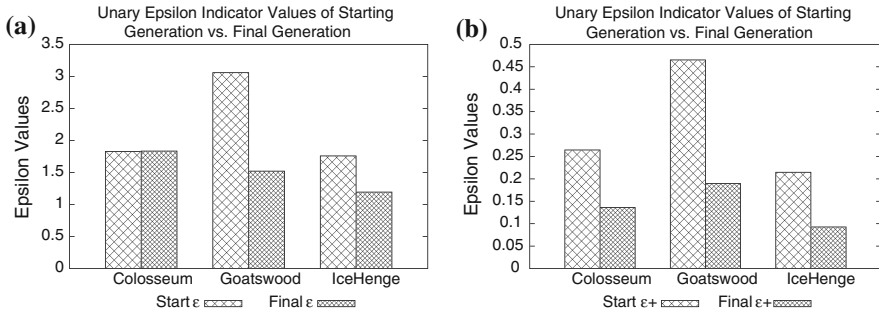 (a)
Unary Epsilon Indicator Values of Starting
Generation vs. Final Generation
Epsilon Values
3.5
3
2.5
2
1.5
1
0.5
0
Colosseum Goatswood IceHenge
Start ε Final ε
(b)
Unary Epsilon Indicator Values of Starting
Generation vs. Final Generation
Epsilon Values
0.5
0.45
0.4
0.35
0.3
0.25
0.2
0.15
0.1
0.05
0
Colosseum Goatswood IceHenge
Start ε+ Final ε+